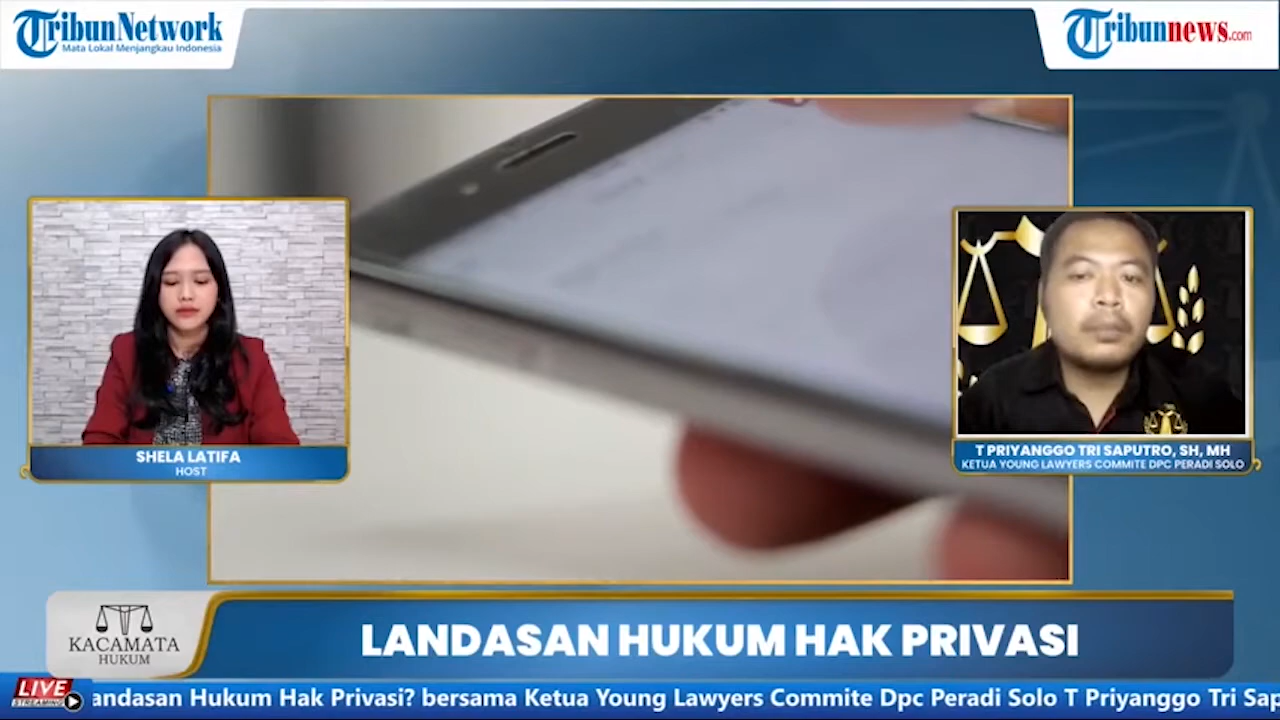 TribunNetwork
Mata Lokal Menjangkau Indonesia
Tribunnews.com
SHELA LATIFA
HOST
T PRIYANGGO TRI SAPUTRO, SH, MH
KETUA YOUNG LAWYERS COMMITE DPC PERADI SOLO
KACAMATA
HUKUM
LANDASAN HUKUM HAK PRIVASI
LIVE
STREAMING
andasan Hukum Hak Privasi? bersama Ketua Young Lawyers Commite Dpc Peradi Solo T Priyanggo Tri Sap